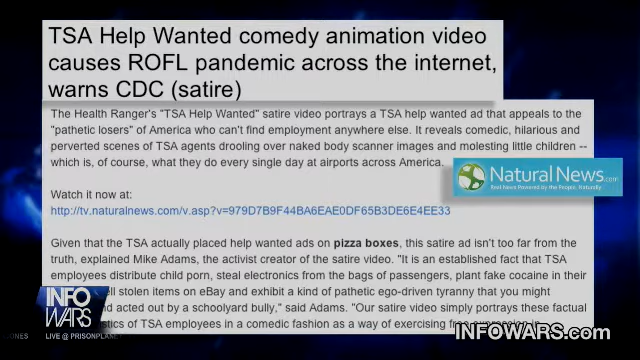 TSA Help Wanted comedy animation video
causes ROFL pandemic across the internet,
warns CDC (satire)
The Health Ranger's "TSA Help Wanted" satire video portrays a TSA help wanted ad that appeals to the
"pathetic losers" of America who can't find employment anywhere else. It reveals comedic, hilarious and
perverted scenes of TSA agents drooling over naked body scanner images and molesting little children --
which is, of course, what they do every single day at airports across America.
NaturalNews.com
Real News Powered by the People, Naturally
Watch it now at:
http://tv.naturalnews.com/v.asp?v=979D7B9F44BA6EAE0DF65B3DE6E4EE33
Given that the TSA actually placed help wanted ads on pizza boxes, this satire ad isn't too far from the
truth, explained Mike Adams, the activist creator of the satire video. "It is an established fact that TSA
employees distribute child porn, steal electronics from the bags of passengers, plant fake cocaine in their
stolen items on eBay and exhibit a kind of pathetic ego-driven tyranny that you might
acted out by a schoolyard bully," said Adams. "Our satire video simply portrays these factual
of TSA employees in a comedic fashion as a way of exercising
INFO
WARS
JONES
LIVE @ PRISONPLANET
INFOWARS.com